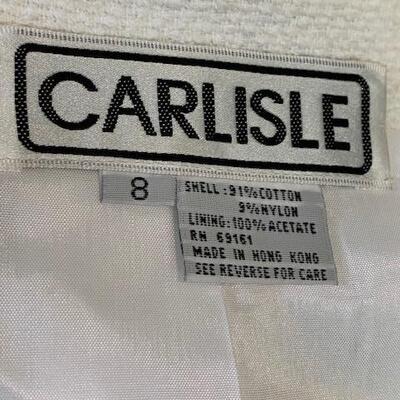 CARLISLE
8
SHELL: 91% COTTON
9% NYLON
LINING: 100% ACETATE
RN 69161
MADE IN HONG KONG
SEE REVERSE FOR CARE